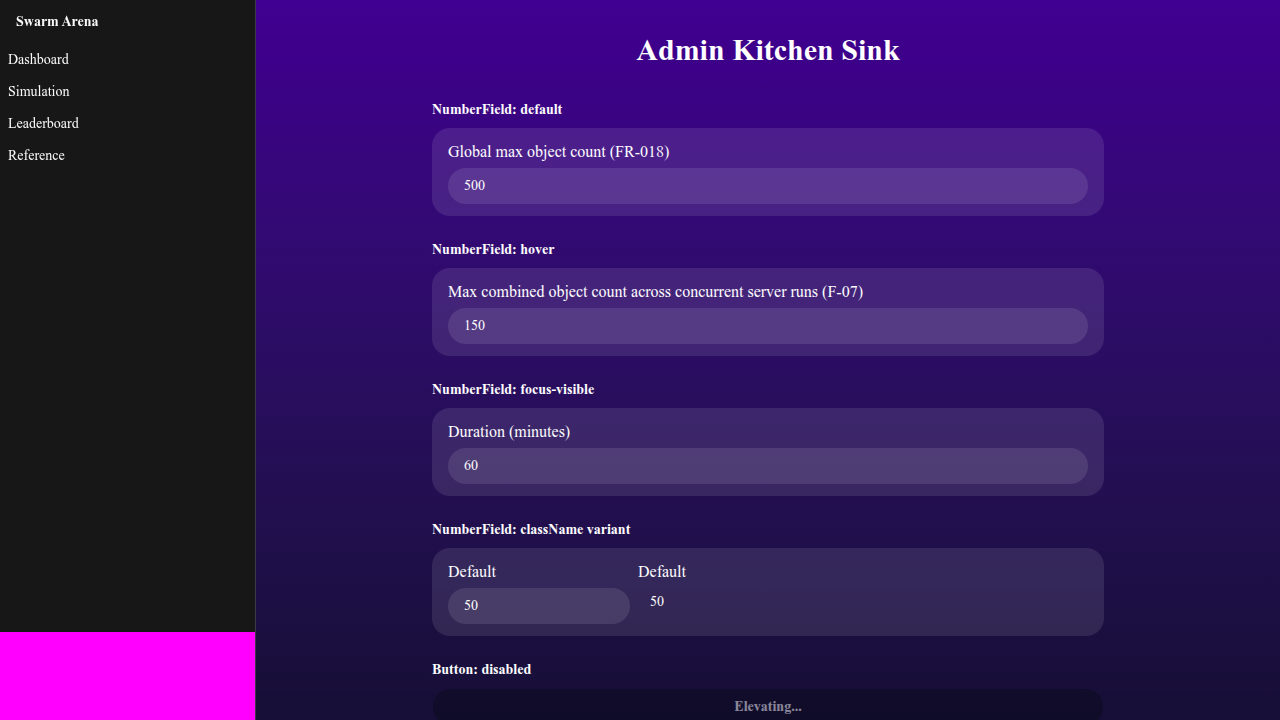 Swarm Arena
Dashboard
Simulation
Leaderboard
Reference
Admin Kitchen Sink
NumberField: default
Global max object count (FR-018)
500
NumberField: hover
Max combined object count across concurrent server runs (F-07)
150
NumberField: focus-visible
Duration (minutes)
60
NumberField: className variant
Default Default
50 50
Button: disabled
Elevating...